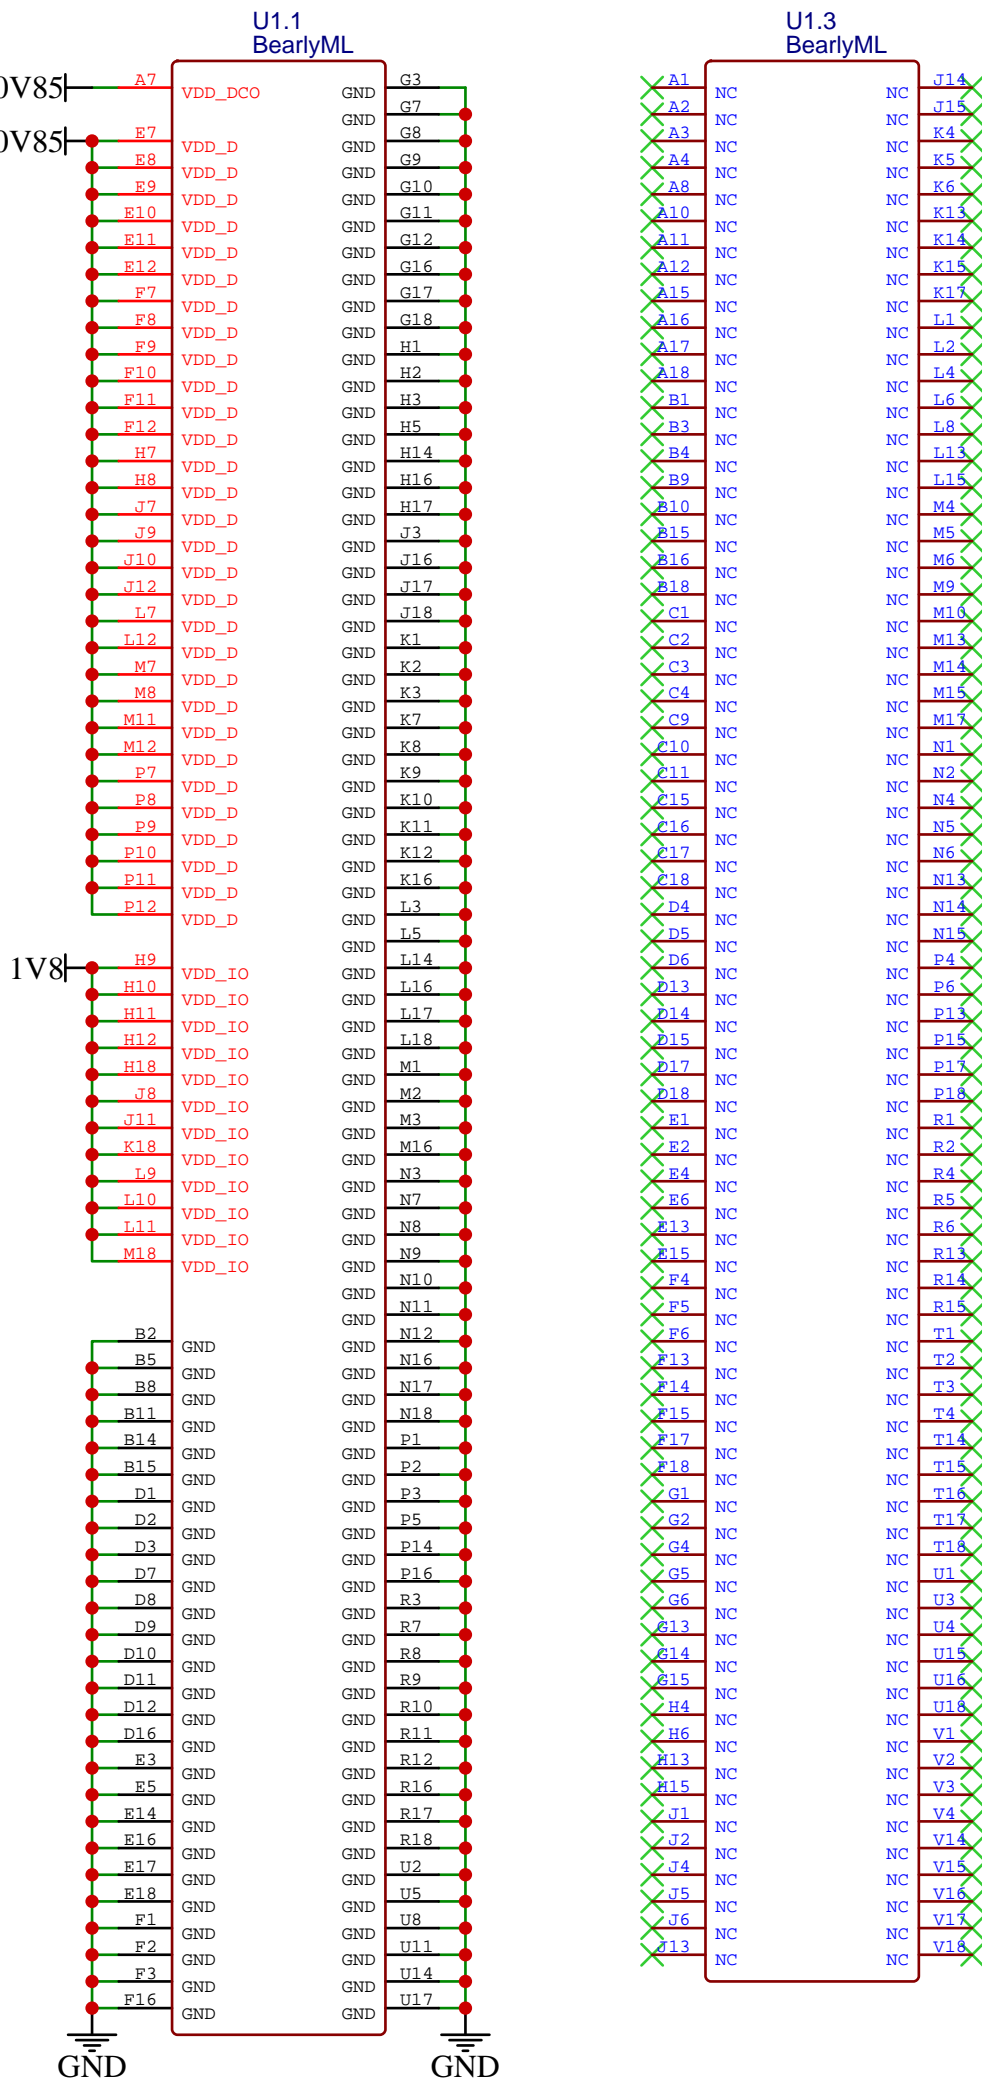 U1.1
BearlyML
0V85
A7 VDD_DCO
0V85
E7 VDD_D
E8 VDD_D
E9 VDD_D
E10 VDD_D
E11 VDD_D
E12 VDD_D
F7 VDD_D
F8 VDD_D
F9 VDD_D
F10 VDD_D
F11 VDD_D
F12 VDD_D
H7 VDD_D
H8 VDD_D
J7 VDD_D
J9 VDD_D
J10 VDD_D
J12 VDD_D
L7 VDD_D
L12 VDD_D
M7 VDD_D
M8 VDD_D
M11 VDD_D
M12 VDD_D
P7 VDD_D
P8 VDD_D
P9 VDD_D
P10 VDD_D
P11 VDD_D
P12 VDD_D
1V8
H9 VDD_IO
H10 VDD_IO
H11 VDD_IO
H12 VDD_IO
H18 VDD_IO
J8 VDD_IO
J11 VDD_IO
K18 VDD_IO
L9 VDD_IO
L10 VDD_IO
L11 VDD_IO
M18 VDD_IO
B2 GND
B5 GND
B8 GND
B11 GND
B14 GND
B15 GND
D1 GND
D2 GND
D3 GND
D7 GND
D8 GND
D9 GND
D10 GND
D11 GND
D12 GND
D16 GND
E3 GND
E5 GND
E14 GND
E16 GND
E17 GND
E18 GND
F1 GND
F2 GND
F3 GND
F16 GND
GND
GND G3
GND G7
GND G8
GND G9
GND G10
GND G11
GND G12
GND G16
GND G17
GND G18
GND H1
GND H2
GND H3
GND H5
GND H14
GND H16
GND H17
GND J3
GND J16
GND J17
GND J18
GND K1
GND K2
GND K3
GND K7
GND K8
GND K9
GND K10
GND K11
GND K12
GND K16
GND L3
GND L5
GND L14
GND L16
GND L17
GND L18
GND M1
GND M2
GND M3
GND M16
GND N3
GND N7
GND N8
GND N9
GND N10
GND N11
GND N12
GND N16
GND N17
GND N18
GND P1
GND P2
GND P3
GND P5
GND P14
GND P16
GND R3
GND R7
GND R8
GND R9
GND R10
GND R11
GND R12
GND R16
GND R17
GND R18
GND U2
GND U5
GND U8
GND U11
GND U14
GND U17
GND
U1.3
BearlyML
A1 NC
A2 NC
A3 NC
A4 NC
A8 NC
A10 NC
A11 NC
A12 NC
A15 NC
A16 NC
A17 NC
A18 NC
B1 NC
B3 NC
B4 NC
B9 NC
B10 NC
B15 NC
B16 NC
B18 NC
C1 NC
C2 NC
C3 NC
C4 NC
C9 NC
C10 NC
C11 NC
C15 NC
C16 NC
C17 NC
C18 NC
D4 NC
D5 NC
D6 NC
D13 NC
D14 NC
D15 NC
D17 NC
D18 NC
E1 NC
E2 NC
E4 NC
E6 NC
E13 NC
E15 NC
F4 NC
F5 NC
F6 NC
F13 NC
F14 NC
F15 NC
F17 NC
F18 NC
G1 NC
G2 NC
G4 NC
G5 NC
G6 NC
G13 NC
G14 NC
G15 NC
H4 NC
H6 NC
H13 NC
H15 NC
J1 NC
J2 NC
J4 NC
J5 NC
J6 NC
J13 NC
NC J14
NC J15
NC K4
NC K5
NC K6
NC K13
NC K14
NC K15
NC K17
NC L1
NC L2
NC L4
NC L6
NC L8
NC L13
NC L15
NC M4
NC M5
NC M6
NC M9
NC M10
NC M13
NC M14
NC M15
NC M17
NC N1
NC N2
NC N4
NC N5
NC N6
NC N13
NC N14
NC N15
NC P4
NC P6
NC P13
NC P15
NC P17
NC P18
NC R1
NC R2
NC R4
NC R5
NC R6
NC R13
NC R14
NC R15
NC T1
NC T2
NC T3
NC T4
NC T14
NC T15
NC T16
NC T17
NC T18
NC U1
NC U3
NC U4
NC U15
NC U16
NC U18
NC V1
NC V2
NC V3
NC V4
NC V14
NC V15
NC V16
NC V17
NC V18